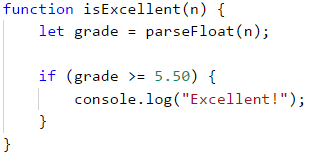 function isExcellent(n) {
    let grade = parseFloat(n);

    if (grade >= 5.50) {
        console.log("Excellent!");
    }
}